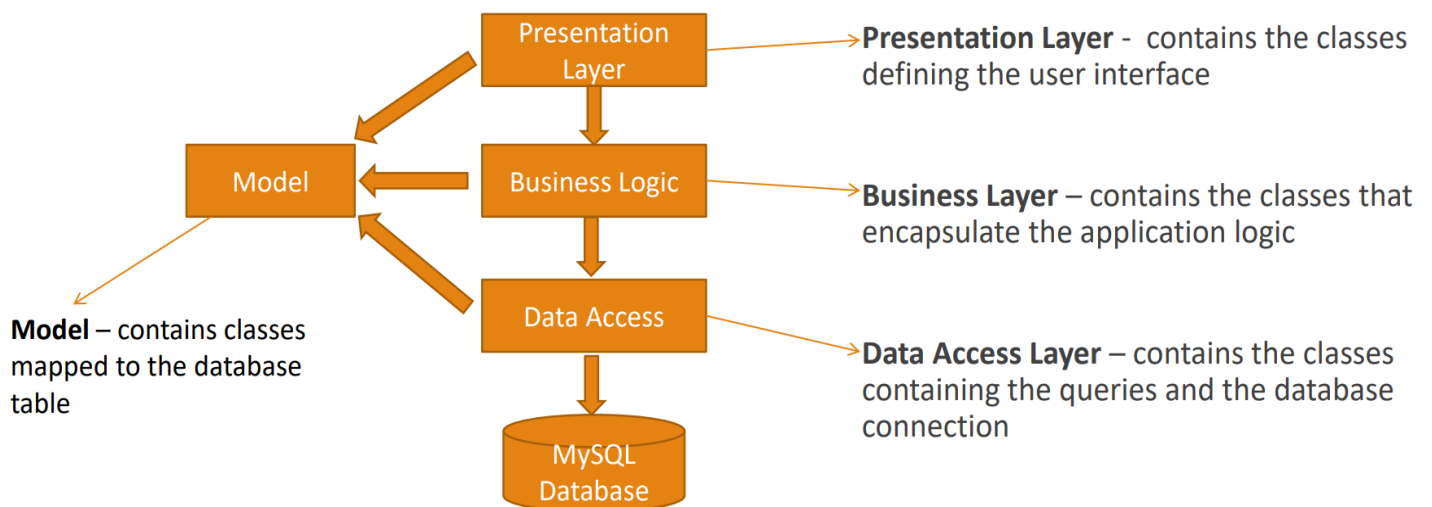 Presentation
Layer
Presentation Layer -  contains the classes
defining the user interface
Model
Business Logic
Business Layer – contains the classes that
encapsulate the application logic
Data Access
Model – contains classes
mapped to the database
table
Data Access Layer – contains the classes
containing the queries and the database
connection
MySQL
Database